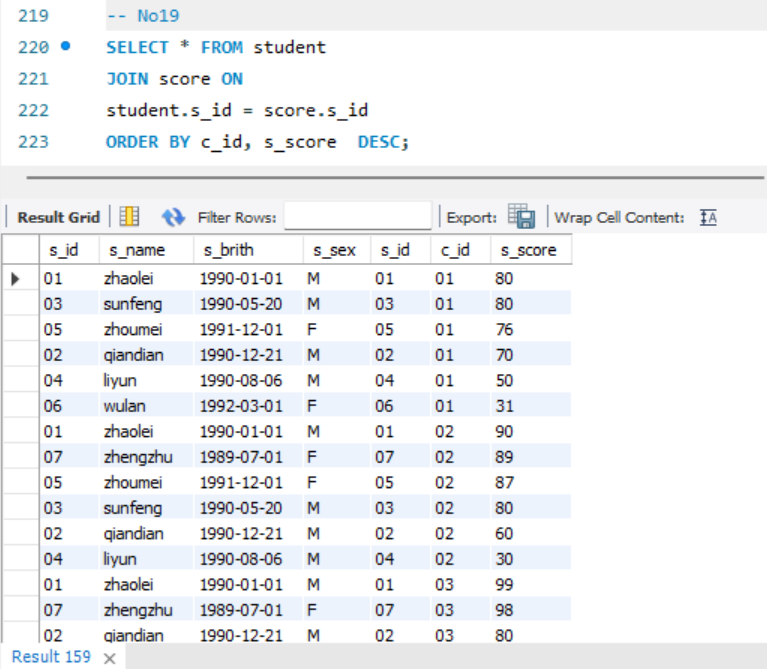 219 -- No19
220 SELECT * FROM student
221 JOIN score ON
222 student.s_id = score.s_id
223 ORDER BY c_id, s_score  DESC;
Result Grid Filter Rows: Export: Wrap Cell Content: IA
s_id s_name s_brith s_sex s_id c_id s_score
01 zhaolei 1990-01-01 M 01 01 80
03 sunfeng 1990-05-20 M 03 01 80
05 zhoumei 1991-12-01 F 05 01 76
02 qiandian 1990-12-21 M 02 01 70
04 liyun 1990-08-06 M 04 01 50
06 wulan 1992-03-01 F 06 01 31
01 zhaolei 1990-01-01 M 01 02 90
07 zhengzhu 1989-07-01 F 07 02 89
05 zhoumei 1991-12-01 F 05 02 87
03 sunfeng 1990-05-20 M 03 02 80
02 qiandian 1990-12-21 M 02 02 60
04 liyun 1990-08-06 M 04 02 30
01 zhaolei 1990-01-01 M 01 03 99
07 zhengzhu 1989-07-01 F 07 03 98
02 qiandian 1990-12-21 M 02 03 80
Result 159